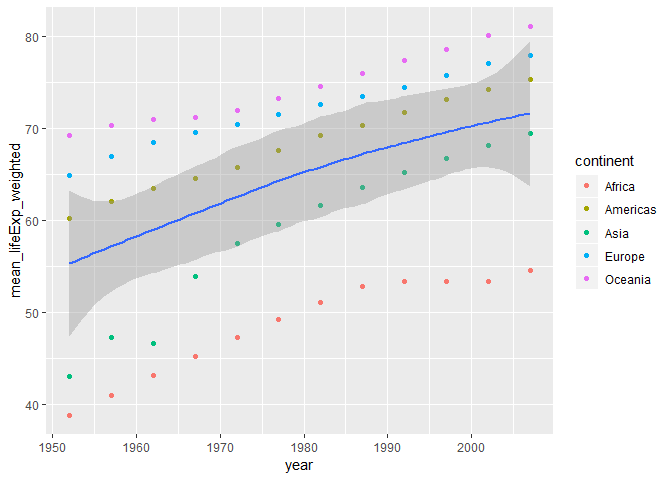 80
70
60
50
40
mean_lifeExp_weighted
1950
1960
1970
1980
1990
2000
year
continent
Africa
Americas
Asia
Europe
Oceania